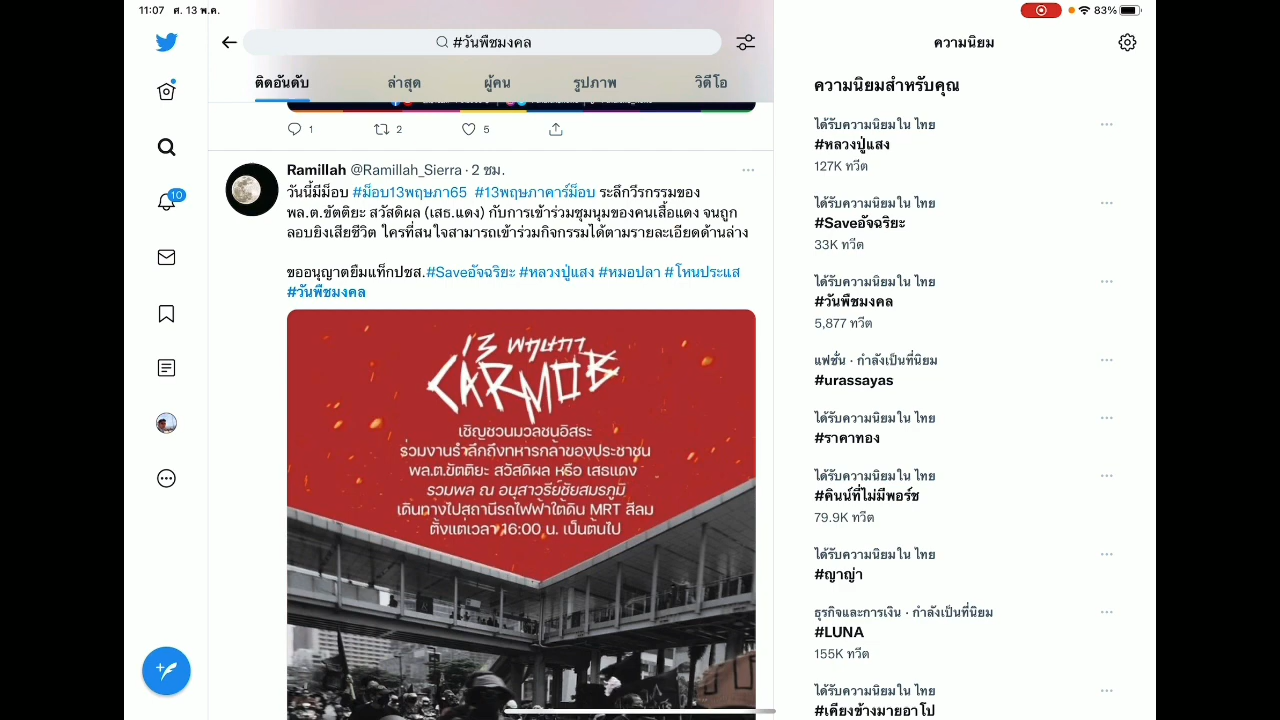 11:07 ศ. 13 พ.ค.
83%
#วันพืชมงคล
ติดอันดับ ล่าสุด ผู้คน รูปภาพ วิดีโอ
1 2 5
10
Ramillah @Ramillah_Sierra · 2 ชม.
วันนี้มีม็อบ #ม็อบ13พฤษภา65 #13พฤษภาคาร์ม็อบ ระลึกวีรกรรมของ
พล.ต.ขัตติยะ สวัสดิผล (เสธ.แดง) กับการเข้าร่วมชุมนุมของคนเสื้อแดง จนถูก
ลอบยิงเสียชีวิต ใครที่สนใจสามารถเข้าร่วมกิจกรรมได้ตามรายละเอียดด้านล่าง
ขออนุญาตยืมแท็กปชส.#Saveอัจฉริยะ #หลวงปู่แสง #หมอปลา #โหนประแส
#วันพืชมงคล
13 พฤษภา
CARMOB
เชิญชวนมวลชนอิสระ
ร่วมงานรำลึกถึงทหารกล้าของประชาชน
พล.ต.ขัตติยะ สวัสดิผล หรือ เสธแดง
รวมพล ณ อนุสาวรีย์ชัยสมรภูมิ
เดินทางไปสถานีรถไฟฟ้าใต้ดิน MRT สีลม
ตั้งแต่เวลา 16:00 น. เป็นต้นไป
ความนิยม
ความนิยมสำหรับคุณ
ได้รับความนิยมใน ไทย
#หลวงปู่แสง
127K ทวีต
ได้รับความนิยมใน ไทย
#Saveอัจฉริยะ
33K ทวีต
ได้รับความนิยมใน ไทย
#วันพืชมงคล
5,877 ทวีต
แฟชั่น · กำลังเป็นที่นิยม
#urassayas
ได้รับความนิยมใน ไทย
#ราคาทอง
ได้รับความนิยมใน ไทย
#คินน์ที่ไม่มีพอร์ช
79.9K ทวีต
ได้รับความนิยมใน ไทย
#ญาญ่า
ธุรกิจและการเงิน · กำลังเป็นที่นิยม
#LUNA
155K ทวีต
ได้รับความนิยมใน ไทย
#เคียงข้างมายอาโป